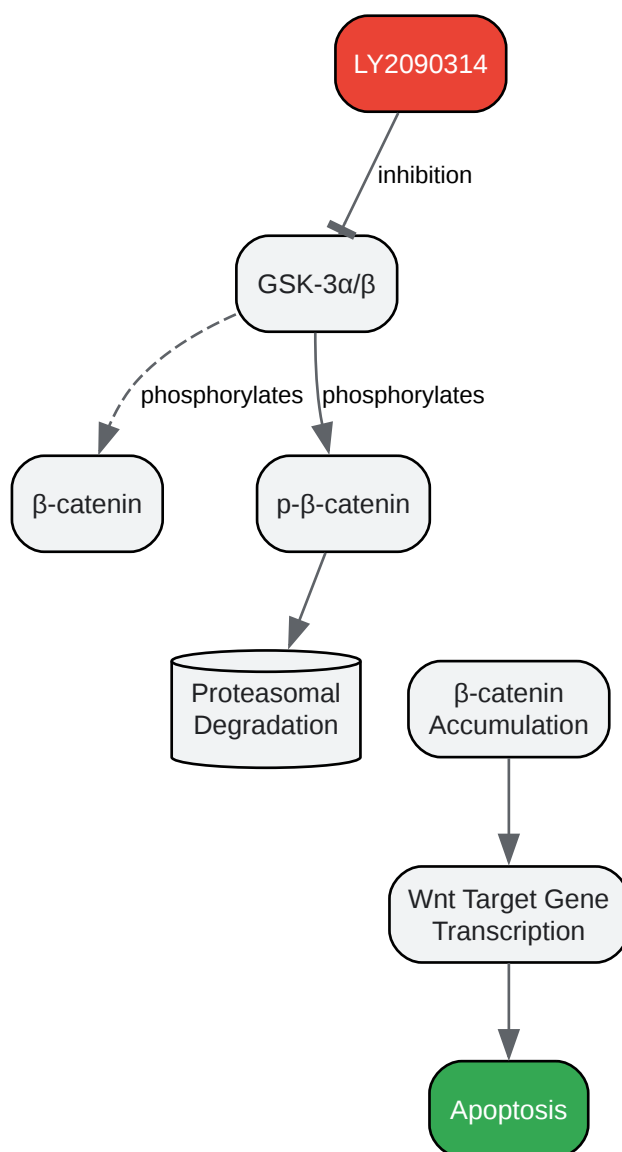 LY2090314
inhibition
GSK-3α/β
phosphorylates
phosphorylates
β-catenin
p-β-catenin
Proteasomal
Degradation
β-catenin
Accumulation
Wnt Target Gene
Transcription
Apoptosis